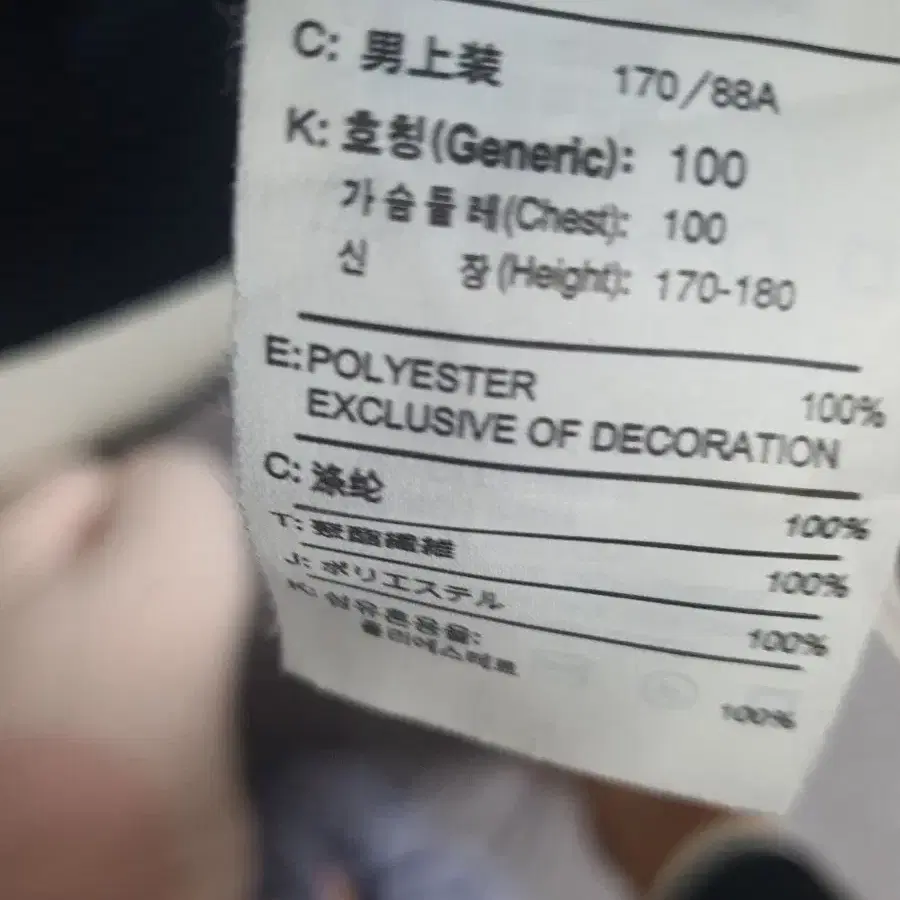 C: 男上装 170/88A
K: 호칭(Generic): 100
가슴둘레(Chest): 100
신 장(Height): 170-180
E: POLYESTER 100%
EXCLUSIVE OF DECORATION
C: 涤纶 100%
T: 聚酯纖維 100%
J: ポリエステル 100%
K: 섬유혼용율:
폴리에스테르 100%